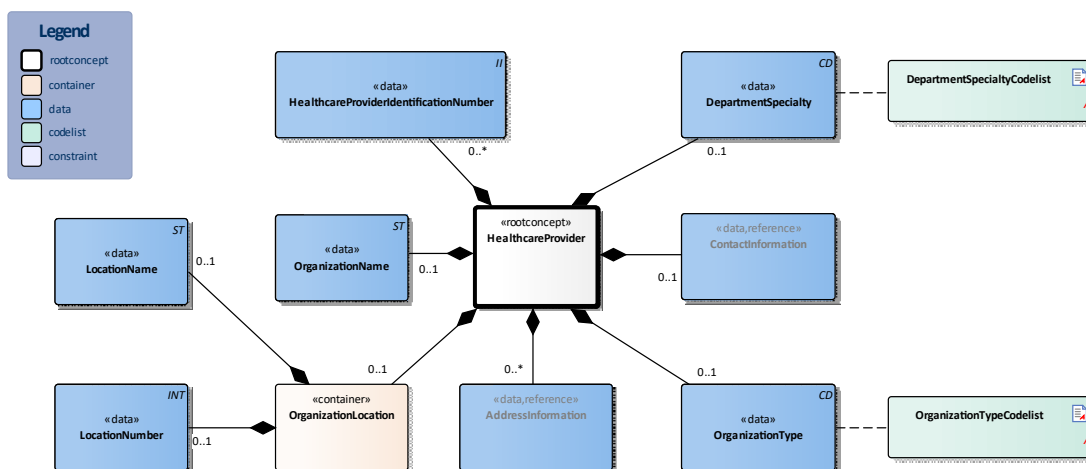 Legend
rootconcept
container
data
codelist
constraint
II
«data»
HealthcareProviderIdentificationNumber
0..*
CD
«data»
DepartmentSpecialty
0..1
DepartmentSpecialtyCodelist
ST
«data»
LocationName
0..1
ST
«data»
OrganizationName
0..1
«rootconcept»
HealthcareProvider
«data,reference»
ContactInformation
0..1
0..1
0..*
0..1
INT
«data»
LocationNumber
0..1
«container»
OrganizationLocation
«data,reference»
AddressInformation
CD
«data»
OrganizationType
OrganizationTypeCodelist